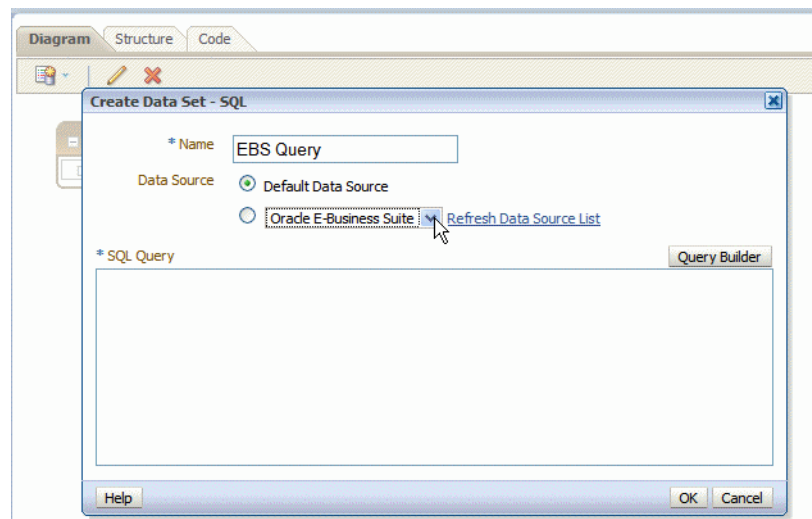 Diagram Structure Code
Create Data Set - SQL
* Name EBS Query
Data Source Default Data Source
Oracle E-Business Suite Refresh Data Source List
* SQL Query Query Builder
Help OK Cancel